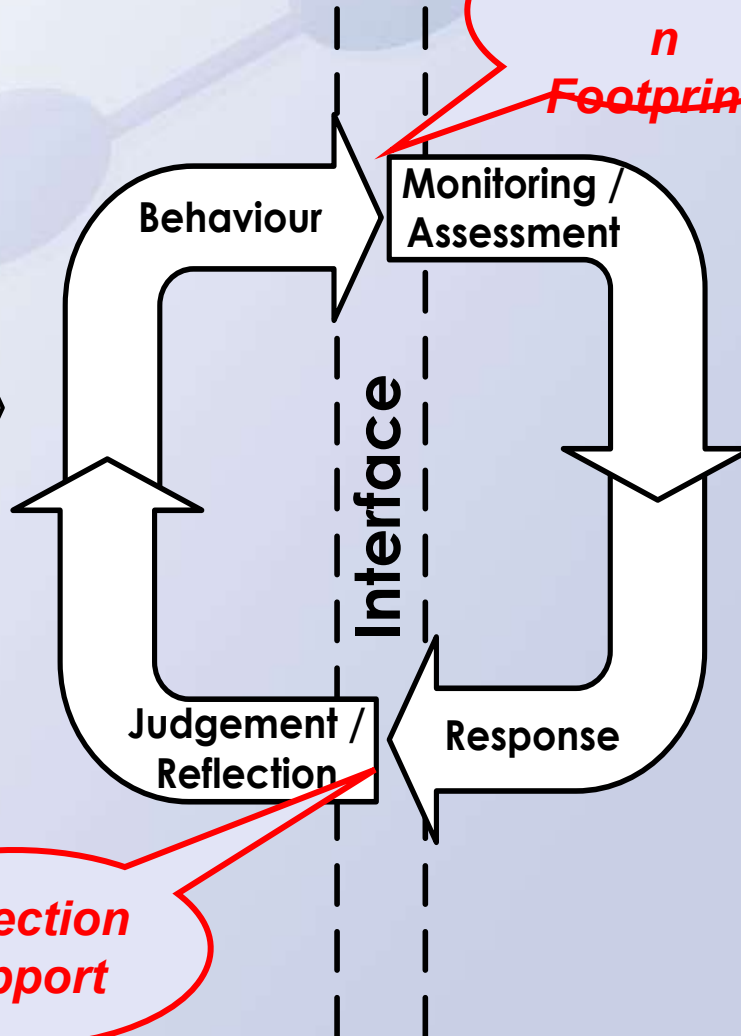 n
Footprin
Behaviour
Monitoring /
Assessment
Interface
Judgement /
Reflection
Response
ection
pport